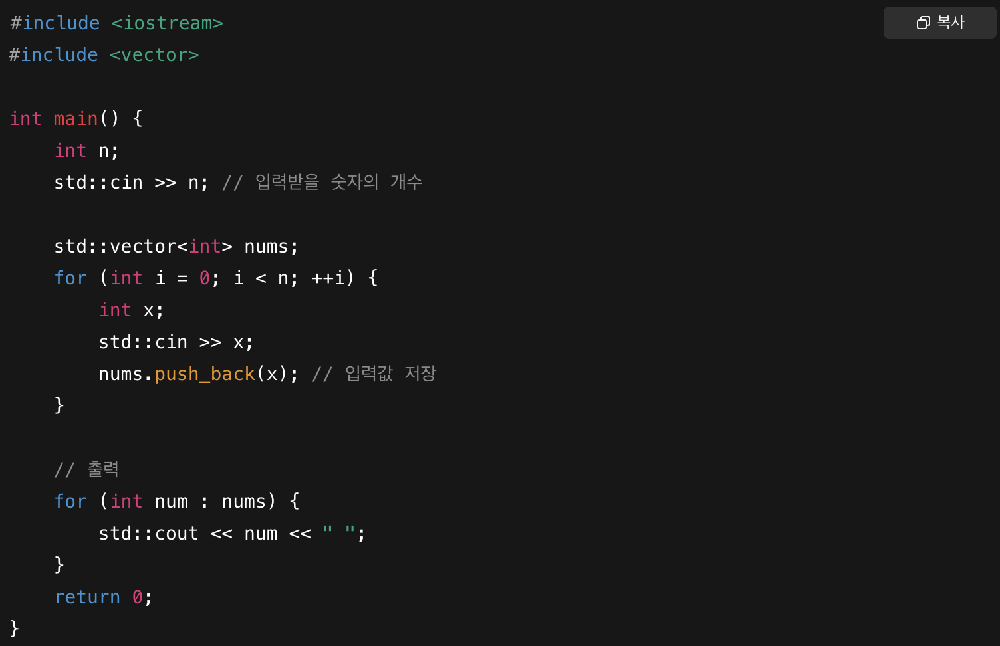 #include <iostream>
복사
#include <vector>
int main() {
    int n;
    std::cin >> n; // 입력받을 숫자의 개수
    std::vector<int> nums;
    for (int i = 0; i < n; ++i) {
        int x;
        std::cin >> x;
        nums.push_back(x); // 입력값 저장
    }
    // 출력
    for (int num : nums) {
        std::cout << num << " ";
    }
    return 0;
}